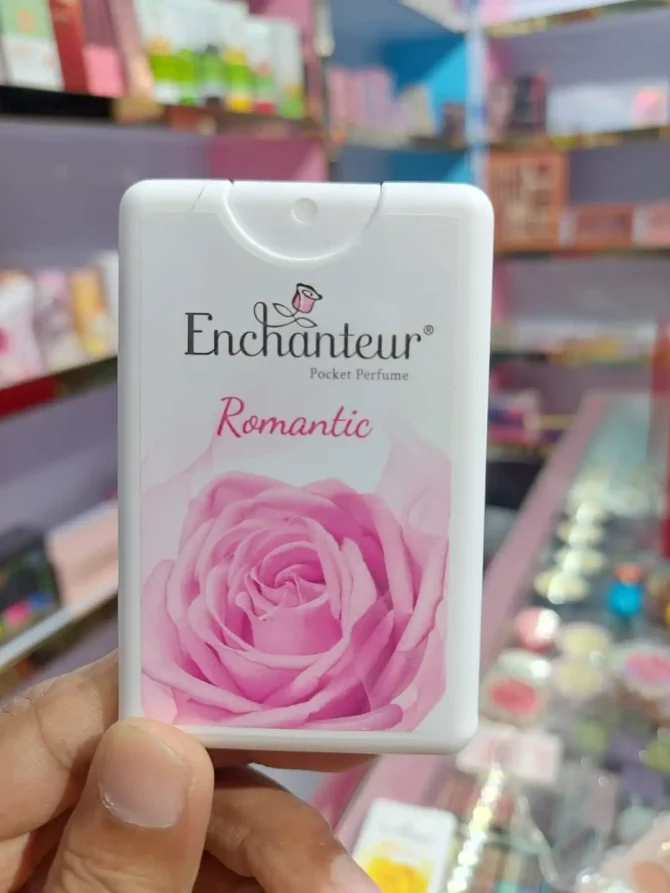 Enchanteur®
Pocket Perfume
Romantic